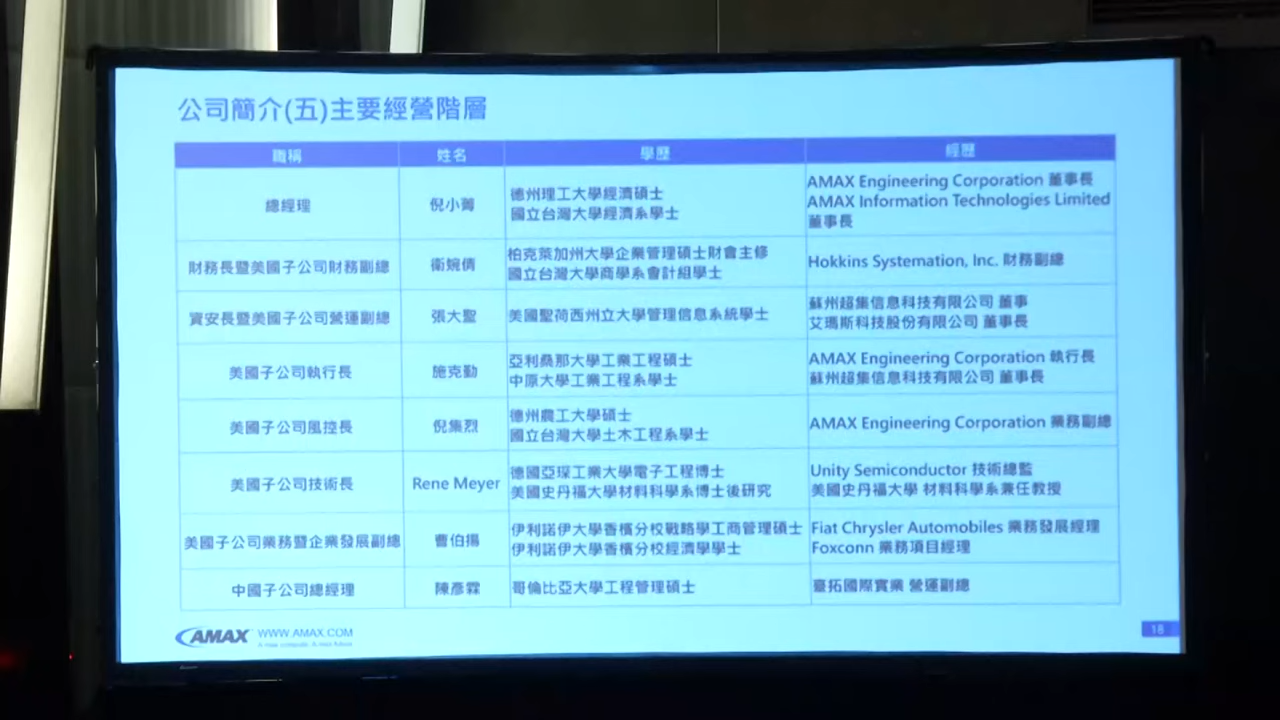 公司簡介(五)主要經營階層
職稱 姓名 學歷 經歷
總經理 倪小菁 德州理工大學經濟碩士
國立台灣大學經濟系學士
AMAX Engineering Corporation 董事長
AMAX Information Technologies Limited
董事長
財務長暨美國子公司財務副總 衛婉倩 柏克萊加州大學企業管理碩士財會主修
國立台灣大學商學系會計組學士
Hokkins Systemation, Inc. 財務副總
資安長暨美國子公司營運副總 張大聖 美國聖荷西州立大學管理信息系統學士
蘇州超集信息科技有限公司 董事
艾瑪斯科技股份有限公司 董事長
美國子公司執行長 施克勤 亞利桑那大學工業工程碩士
中原大學工業工程系學士
AMAX Engineering Corporation 執行長
蘇州超集信息科技有限公司 董事長
美國子公司風控長 倪集烈 德州農工大學碩士
國立台灣大學土木工程系學士
AMAX Engineering Corporation 業務副總
美國子公司技術長 Rene Meyer 德國亞琛工業大學電子工程博士
美國史丹福大學材料科學系博士後研究
Unity Semiconductor 技術總監
美國史丹福大學 材料科學系兼任教授
美國子公司業務暨企業發展副總 曹伯揚 伊利諾伊大學香檳分校戰略學工商管理碩士
伊利諾伊大學香檳分校經濟學學士
Fiat Chrysler Automobiles 業務發展經理
Foxconn 業務項目經理
中國子公司總經理 陳彥霖 哥倫比亞大學工程管理碩士
臺拓國際實業 營運副總
AMAX WWW.AMAX.COM
18